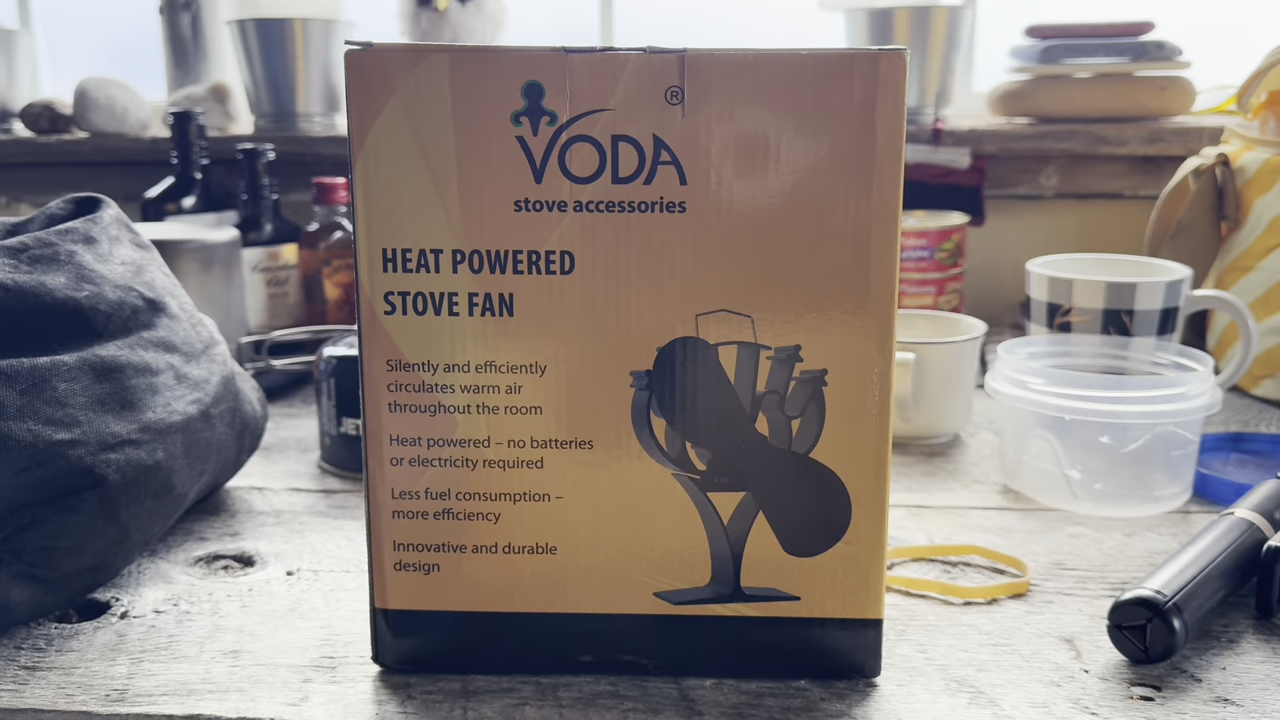 VODA ®
stove accessories
HEAT POWERED
STOVE FAN
Silently and efficiently
circulates warm air
throughout the room
Heat powered – no batteries
or electricity required
Less fuel consumption –
more efficiency
Innovative and durable
design
JET